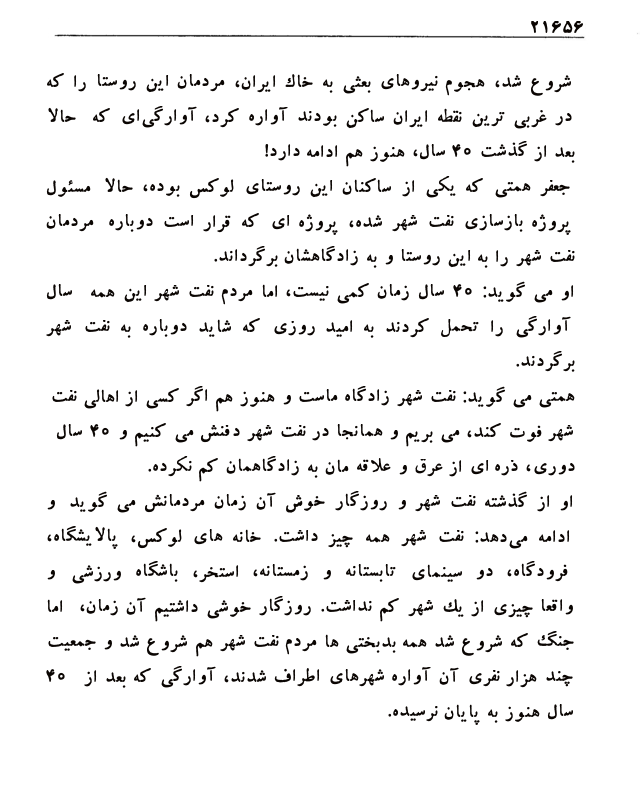 ۲۱۶۵۶
شروع شد، هجوم نیروهای بعثی به خاك ایران، مردمان این روستا را که
در غربی ترین نقطه ایران ساکن بودند آواره کرد، آوارگی‌ای که حالا
بعد از گذشت ۴۰ سال، هنوز هم ادامه دارد!
جعفر همتی که یکی از ساکنان این روستای لوکس بوده، حالا مسئول
پروژه بازسازی نفت شهر شده، پروژه ای که قرار است دوباره مردمان
نفت شهر را به این روستا و به زادگاهشان برگرداند.
او می گوید: ۴۰ سال زمان کمی نیست، اما مردم نفت شهر این همه سال
آوارگی را تحمل کردند به امید روزی که شاید دوباره به نفت شهر
برگردند.
همتی می گوید: نفت شهر زادگاه ماست و هنوز هم اگر کسی از اهالی نفت
شهر فوت کند، می بریم و همانجا در نفت شهر دفنش می کنیم و ۴۰ سال
دوری، ذره ای از عرق و علاقه مان به زادگاهمان کم نکرده.
او از گذشته نفت شهر و روزگار خوش آن زمان مردمانش می گوید و
ادامه می‌دهد: نفت شهر همه چیز داشت. خانه های لوکس، پالایشگاه،
فرودگاه، دو سینمای تابستانه و زمستانه، استخر، باشگاه ورزشی و
واقعا چیزی از یك شهر کم نداشت. روزگار خوشی داشتیم آن زمان، اما
جنگ که شروع شد همه بدبختی ها مردم نفت شهر هم شروع شد و جمعیت
چند هزار نفری آن آواره شهرهای اطراف شدند، آوارگی که بعد از ۴۰
سال هنوز به پایان نرسیده.